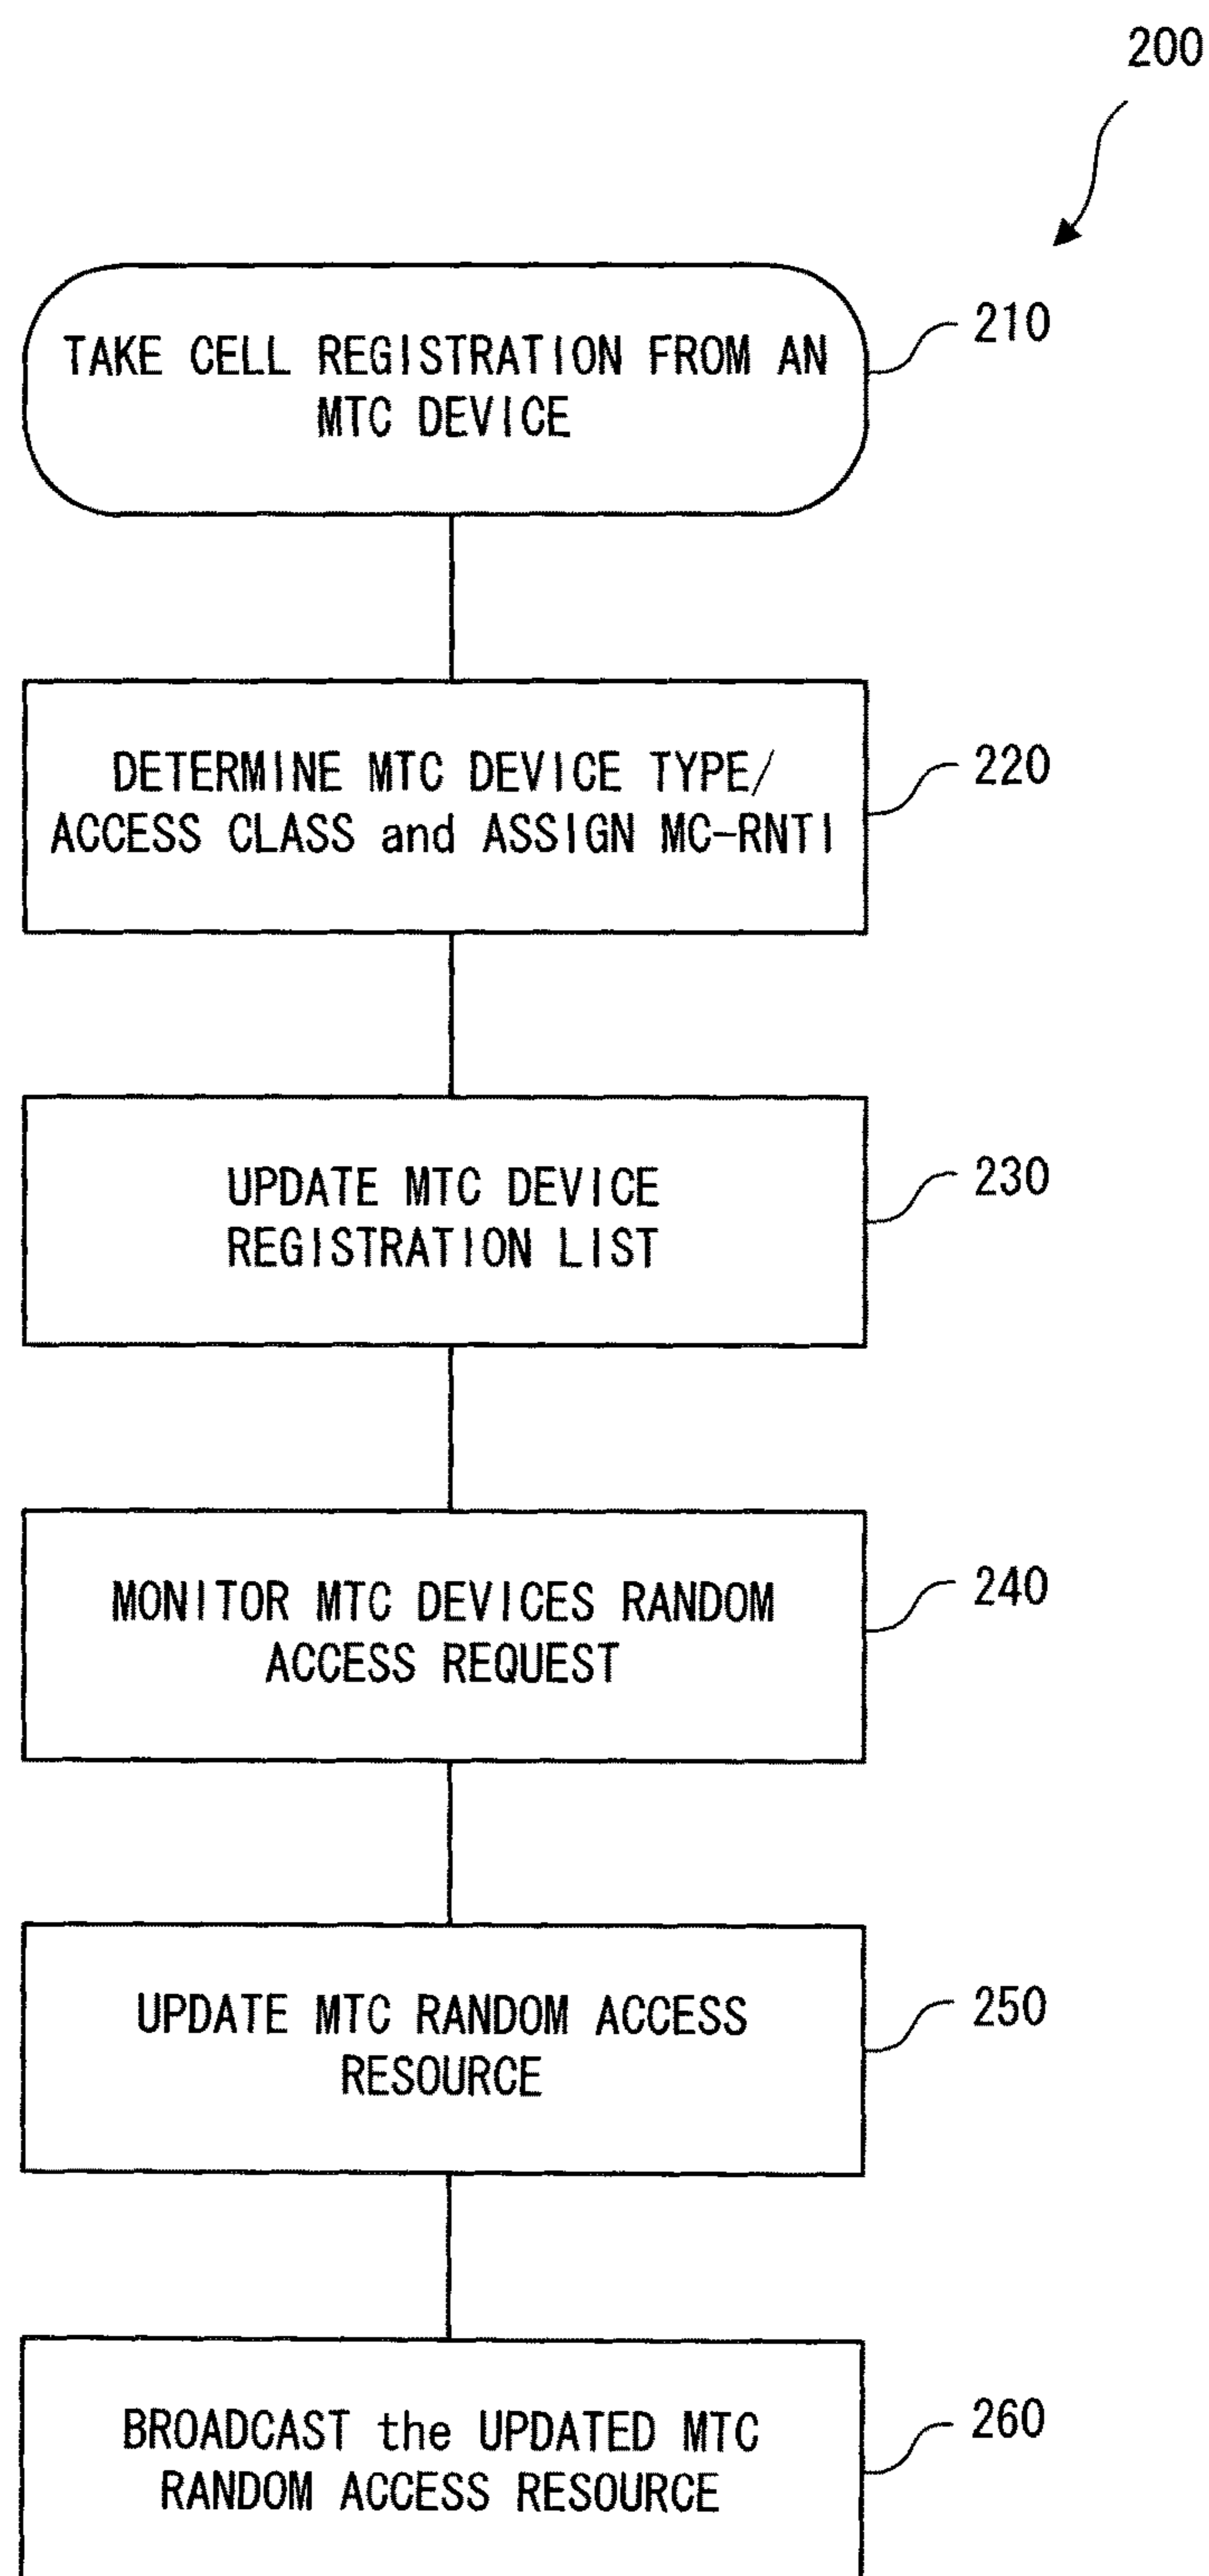 200
TAKE CELL REGISTRATION FROM AN
MTC DEVICE
210
DETERMINE MTC DEVICE TYPE/
ACCESS CLASS and ASSIGN MC-RNTI
220
UPDATE MTC DEVICE
REGISTRATION LIST
230
MONITOR MTC DEVICES RANDOM
ACCESS REQUEST
240
UPDATE MTC RANDOM ACCESS
RESOURCE
250
BROADCAST the UPDATED MTC
RANDOM ACCESS RESOURCE
260